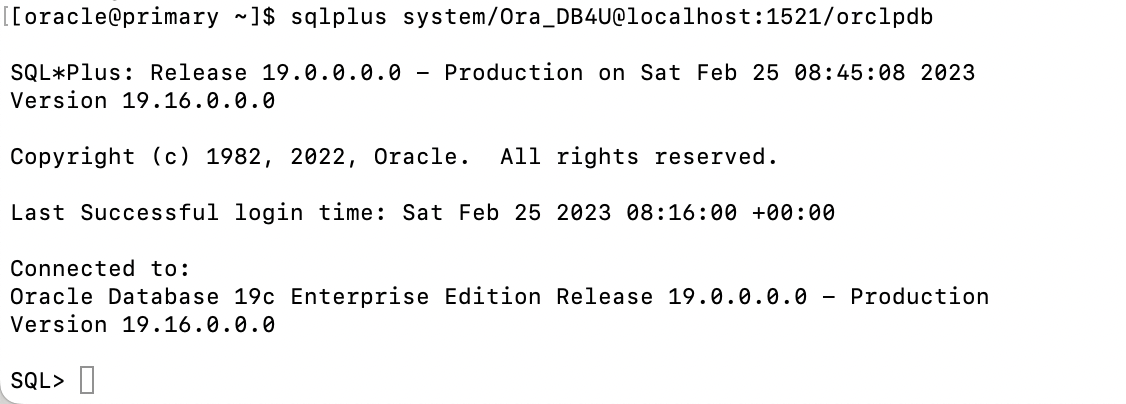 [[oracle@primary ~]$ sqlplus system/Ora_DB4U@localhost:1521/orclpdb
SQL*Plus: Release 19.0.0.0.0 – Production on Sat Feb 25 08:45:08 2023
Version 19.16.0.0.0
Copyright (c) 1982, 2022, Oracle.  All rights reserved.
Last Successful login time: Sat Feb 25 2023 08:16:00 +00:00
Connected to:
Oracle Database 19c Enterprise Edition Release 19.0.0.0.0 – Production
Version 19.16.0.0.0
SQL>